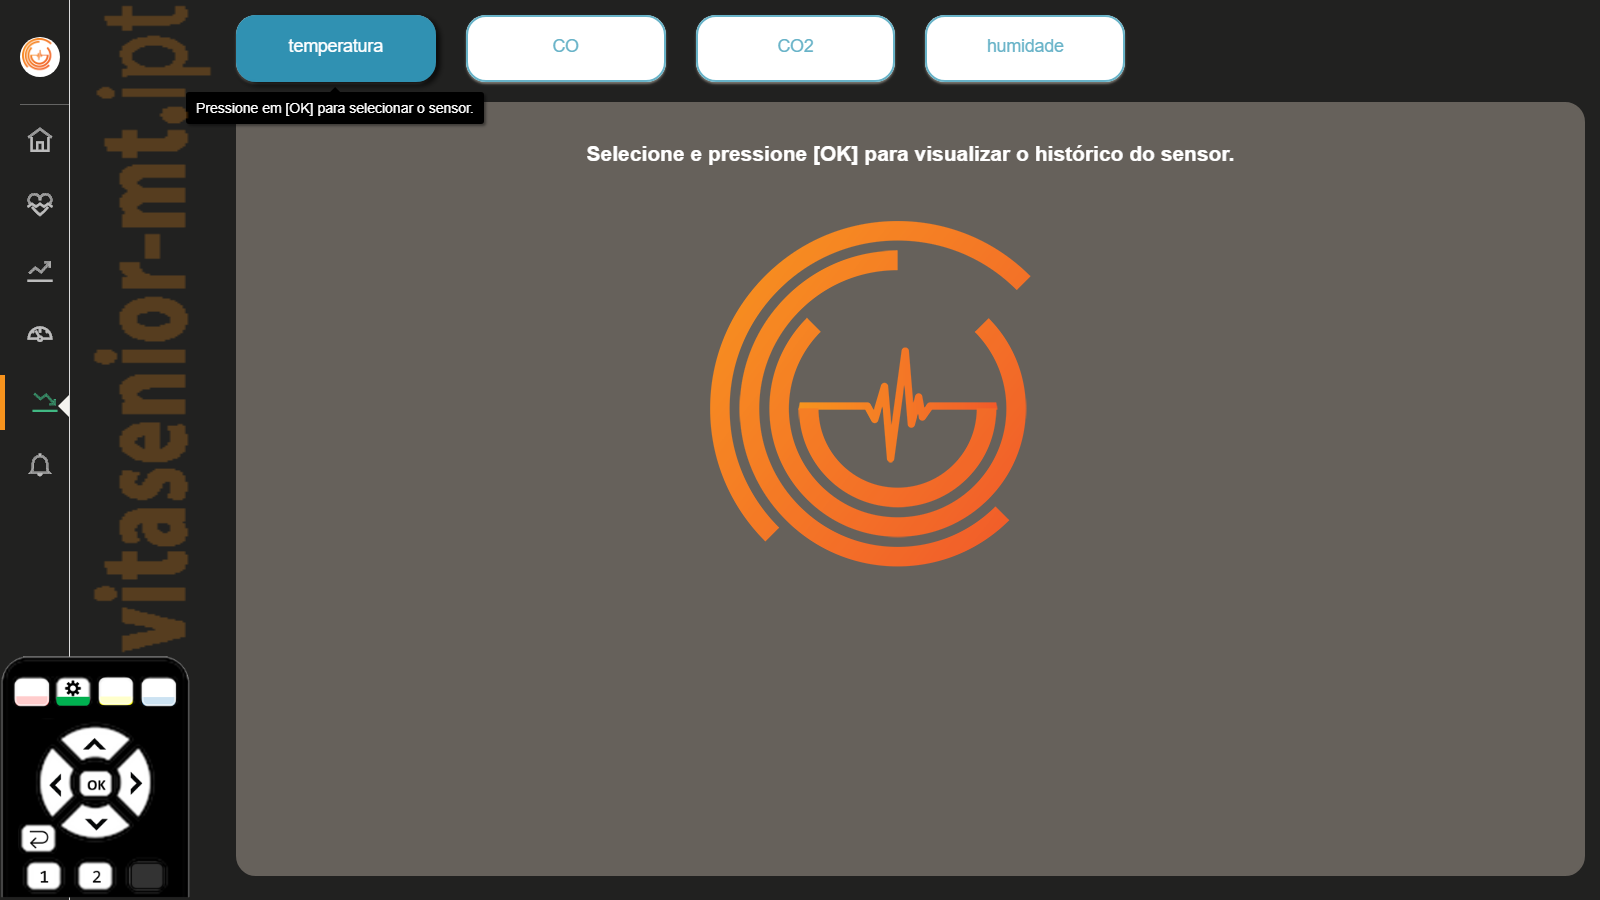 temperatura
CO
CO2
humidade
Pressione em [OK] para selecionar o sensor.
Selecione e pressione [OK] para visualizar o histórico do sensor.
vitasenior-mt.ipt
OK
1
2